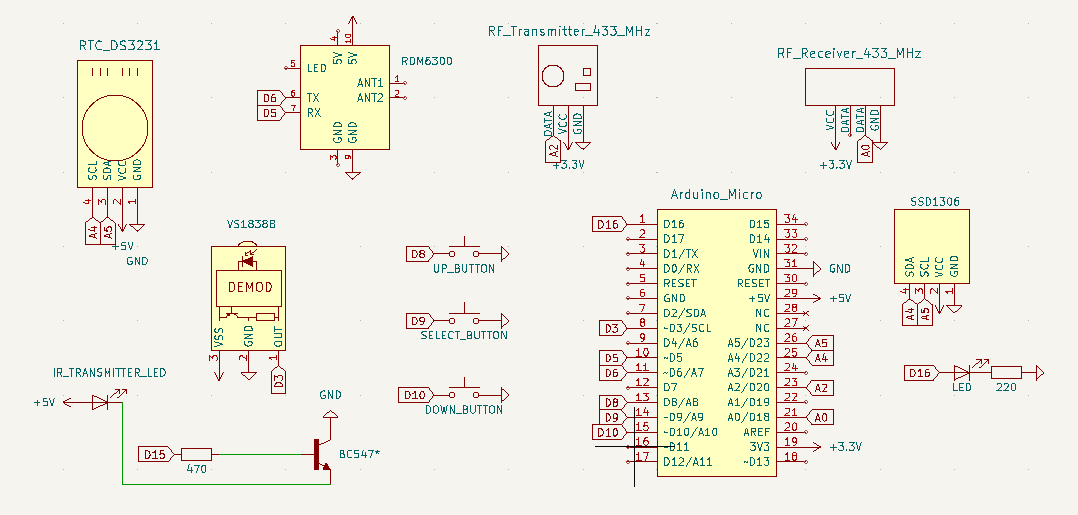 RTC_DS3231
SCL
SDA
VCC
GND
4
3
2
1
A4
A5
+5V
GND
RDM6300
4
10
5V
5V
5
LED
ANT1
1
ANT2
2
D6
6
TX
D5
7
RX
GND
GND
3
9
RF_Transmitter_433_MHz
DATA
VCC
GND
A2
+3.3V
RF_Receiver_433_MHz
VCC
DATA
DATA
GND
A0
+3.3V
VS1838B
DEMOD
VSS
GND
OUT
3
2
1
D3
D8
UP_BUTTON
D9
SELECT_BUTTON
D10
DOWN_BUTTON
IR_TRANSMITTER_LED
+5V
D15
470
GND
BC547*
Arduino_Micro
D16 1 D16 D15 34
2 D17 D14 33
3 D1/TX VIN 32
4 D0/RX GND 31 GND
5 RESET RESET 30
6 GND +5V 29 +5V
7 D2/SDA NC 28
D3 8 ~D3/SCL NC 27
9 D4/A6 A5/D23 26 A5
D5 10 ~D5 A4/D22 25 A4
D6 11 ~D6/A7 A3/D21 24
12 D7 A2/D20 23 A2
D8 13 D8/A8 A1/D19 22
D9 14 ~D9/A9 A0/D18 21 A0
D10 15 ~D10/A10 AREF 20
16 ~D11 3V3 19 +3.3V
17 D12/A11 ~D13 18
SSD1306
SDA
SCL
VCC
GND
4
3
2
1
A4
A5
D16
LED
220